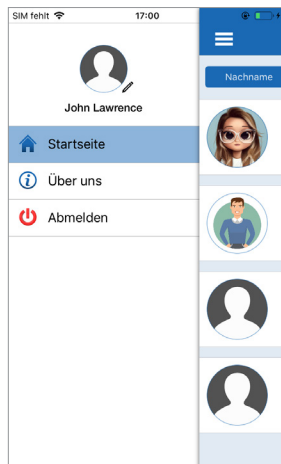 SIM fehlt 17:00
John Lawrence
Startseite
Über uns
Abmelden
Nachname